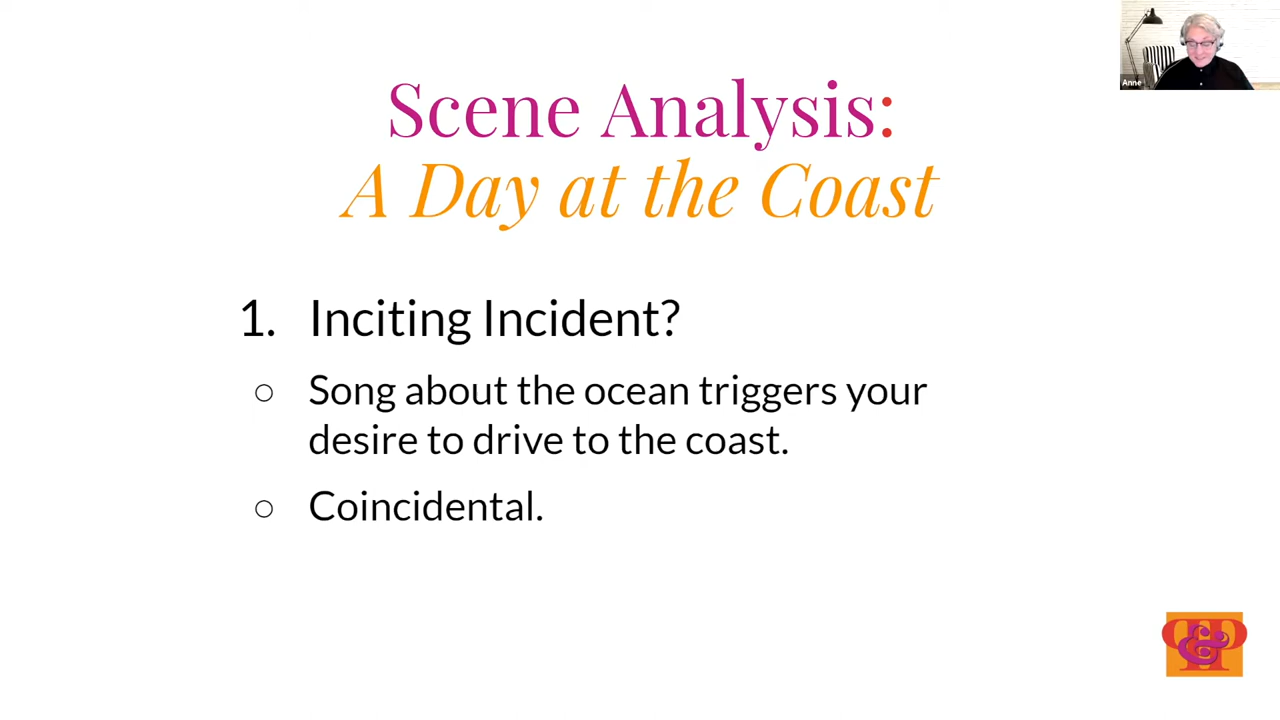 Anne
Scene Analysis:
A Day at the Coast
1. Inciting Incident?
○ Song about the ocean triggers your
desire to drive to the coast.
○ Coincidental.
P&P